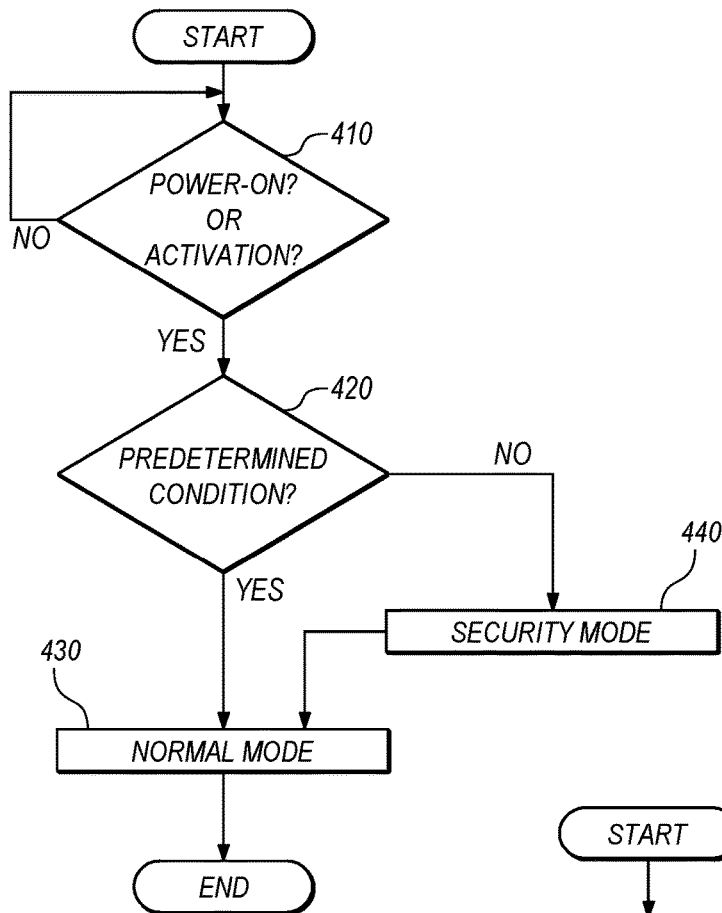 START
410
POWER-ON?
OR
ACTIVATION?
NO
YES
420
PREDETERMINED
CONDITION?
NO
YES
440
SECURITY MODE
430
NORMAL MODE
START
END